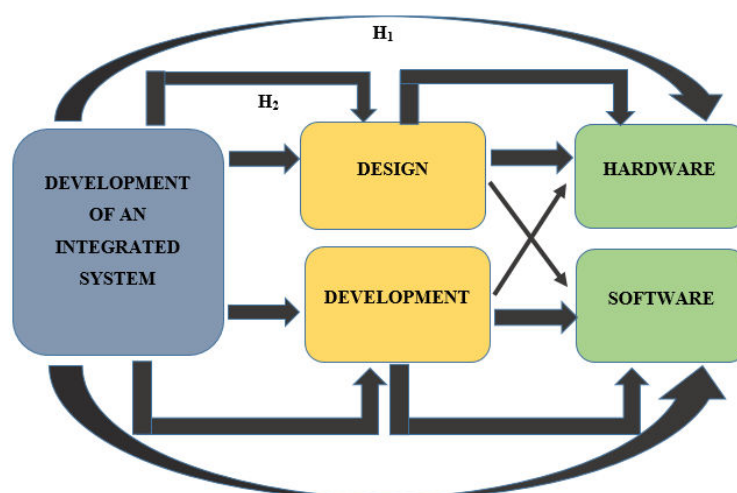 H₁
H₂
DEVELOPMENT
OF AN
INTEGRATED
SYSTEM
DESIGN
HARDWARE
DEVELOPMENT
SOFTWARE